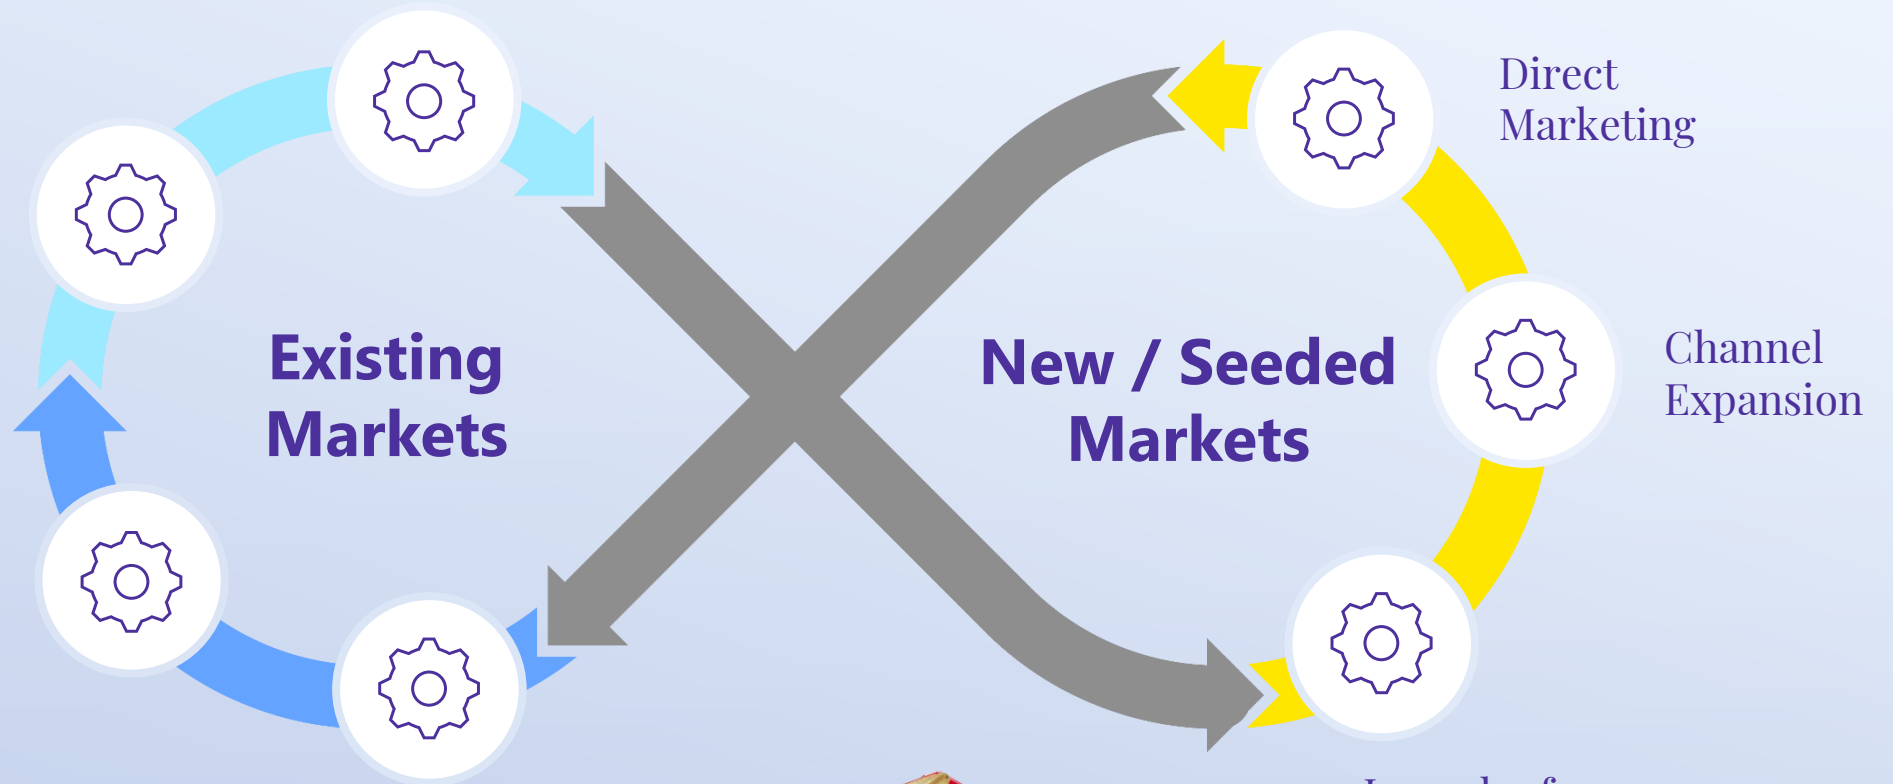 Direct
Marketing
Existing
Markets
New / Seeded
Markets
Channel
Expansion